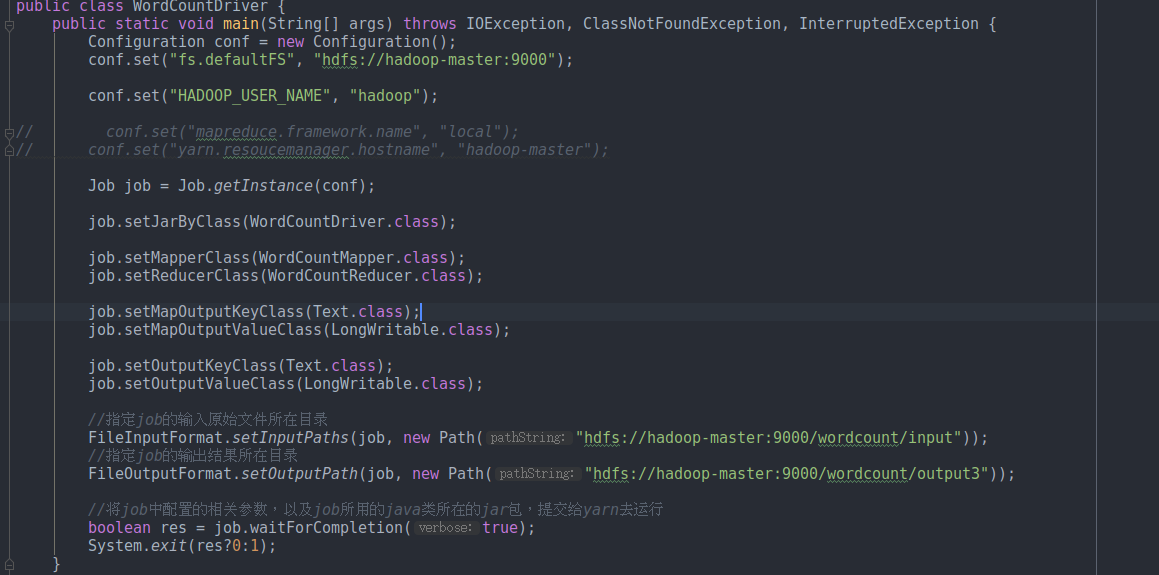 public class WordCountDriver {
public static void main(String[] args) throws IOException, ClassNotFoundException, InterruptedException {
Configuration conf = new Configuration();
conf.set("fs.defaultFS", "hdfs://hadoop-master:9000");
conf.set("HADOOP_USER_NAME", "hadoop");
// conf.set("mapreduce.framework.name", "local");
// conf.set("yarn.resoucemanager.hostname", "hadoop-master");
Job job = Job.getInstance(conf);
job.setJarByClass(WordCountDriver.class);
job.setMapperClass(WordCountMapper.class);
job.setReducerClass(WordCountReducer.class);
job.setMapOutputKeyClass(Text.class);
job.setMapOutputValueClass(LongWritable.class);
job.setOutputKeyClass(Text.class);
job.setOutputValueClass(LongWritable.class);
//指定job的输入原始文件所在目录
FileInputFormat.setInputPaths(job, new Path( pathString: "hdfs://hadoop-master:9000/wordcount/input"));
//指定job的输出结果所在目录
FileOutputFormat.setOutputPath(job, new Path( pathString: "hdfs://hadoop-master:9000/wordcount/output3"));
//将job中配置的相关参数，以及job所用的java类所在的jar包，提交给yarn去运行
boolean res = job.waitForCompletion( verbose: true);
System.exit(res?0:1);
}